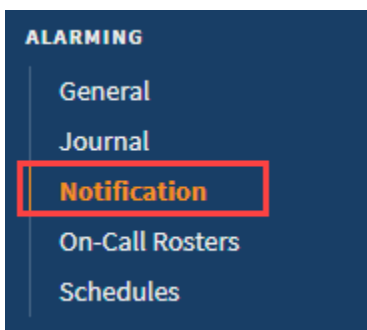 ALARMING
General
Journal
Notification
On-Call Rosters
Schedules